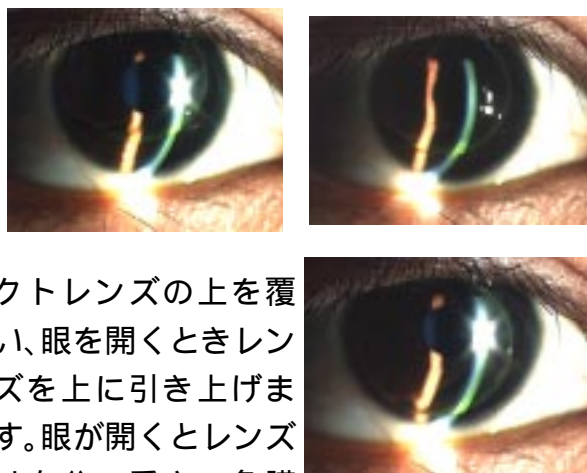 クトレンズの上を覆
い、眼を開くときレン
ズを上に引き上げま
す。眼が開くとレンズ